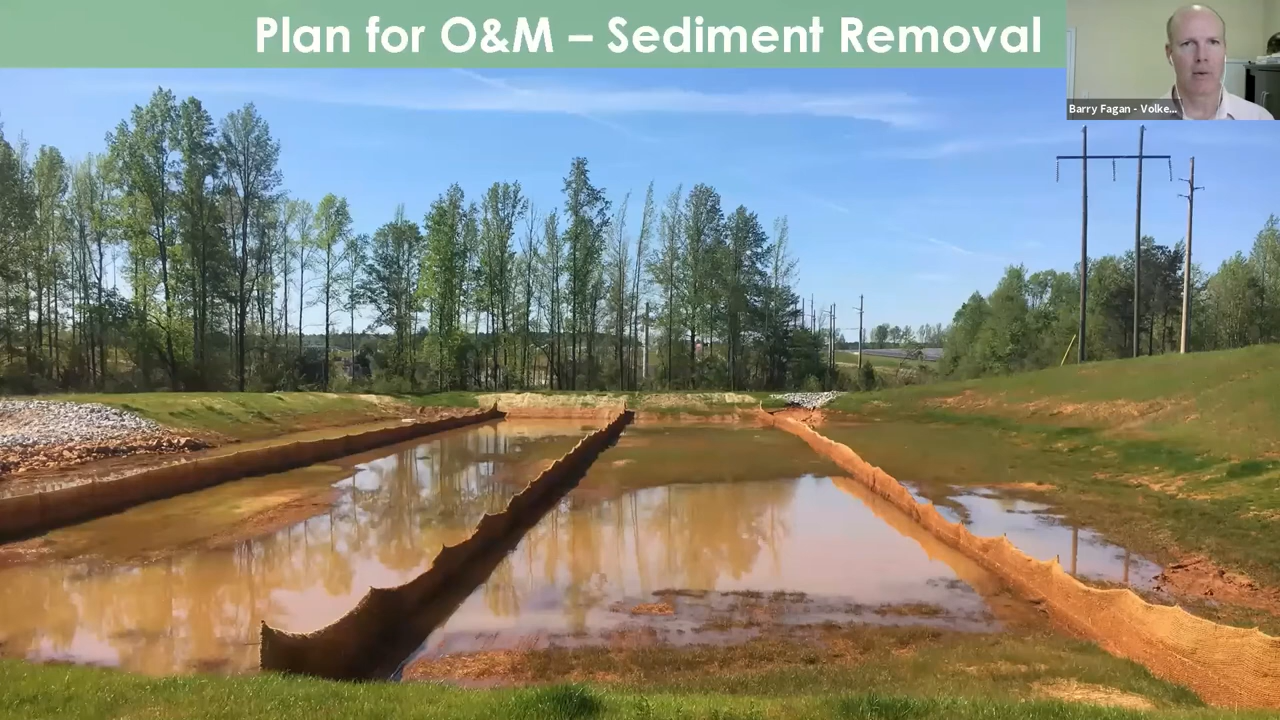 Plan for O&M – Sediment Removal
Barry Fagan - Volke...